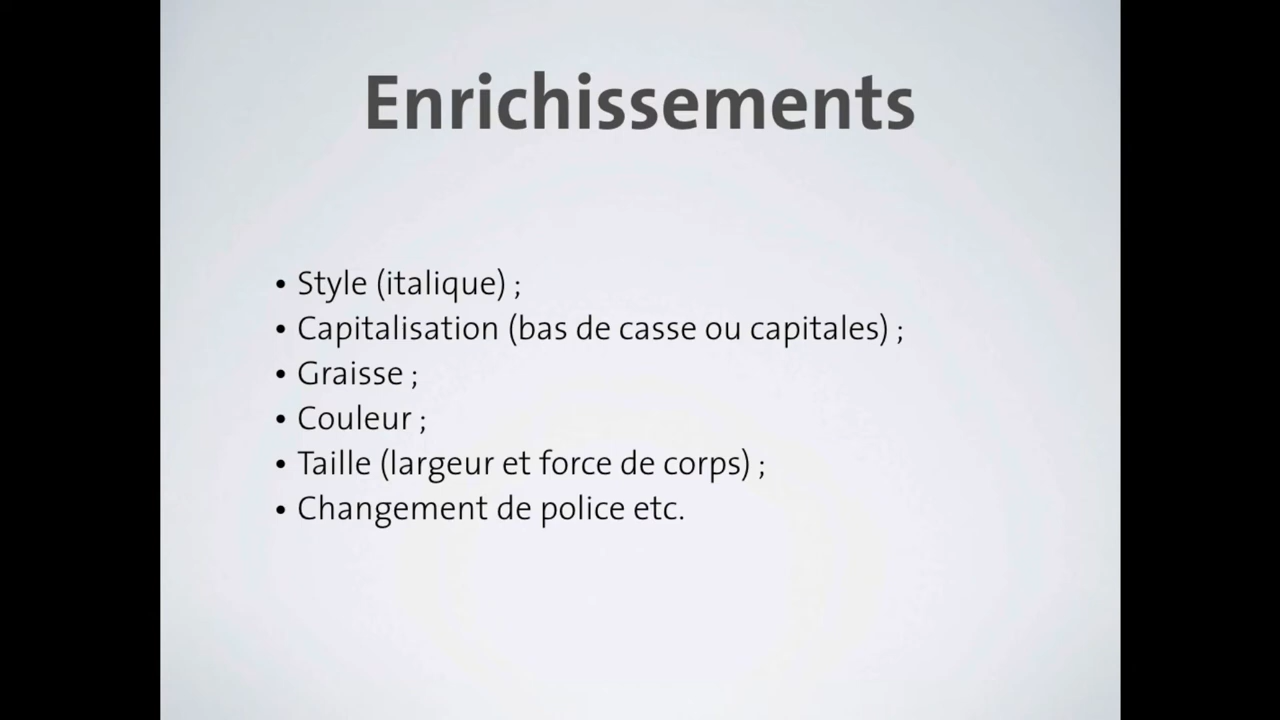 Enrichissements
• Style (italique) ;
• Capitalisation (bas de casse ou capitales) ;
• Graisse ;
• Couleur ;
• Taille (largeur et force de corps) ;
• Changement de police etc.